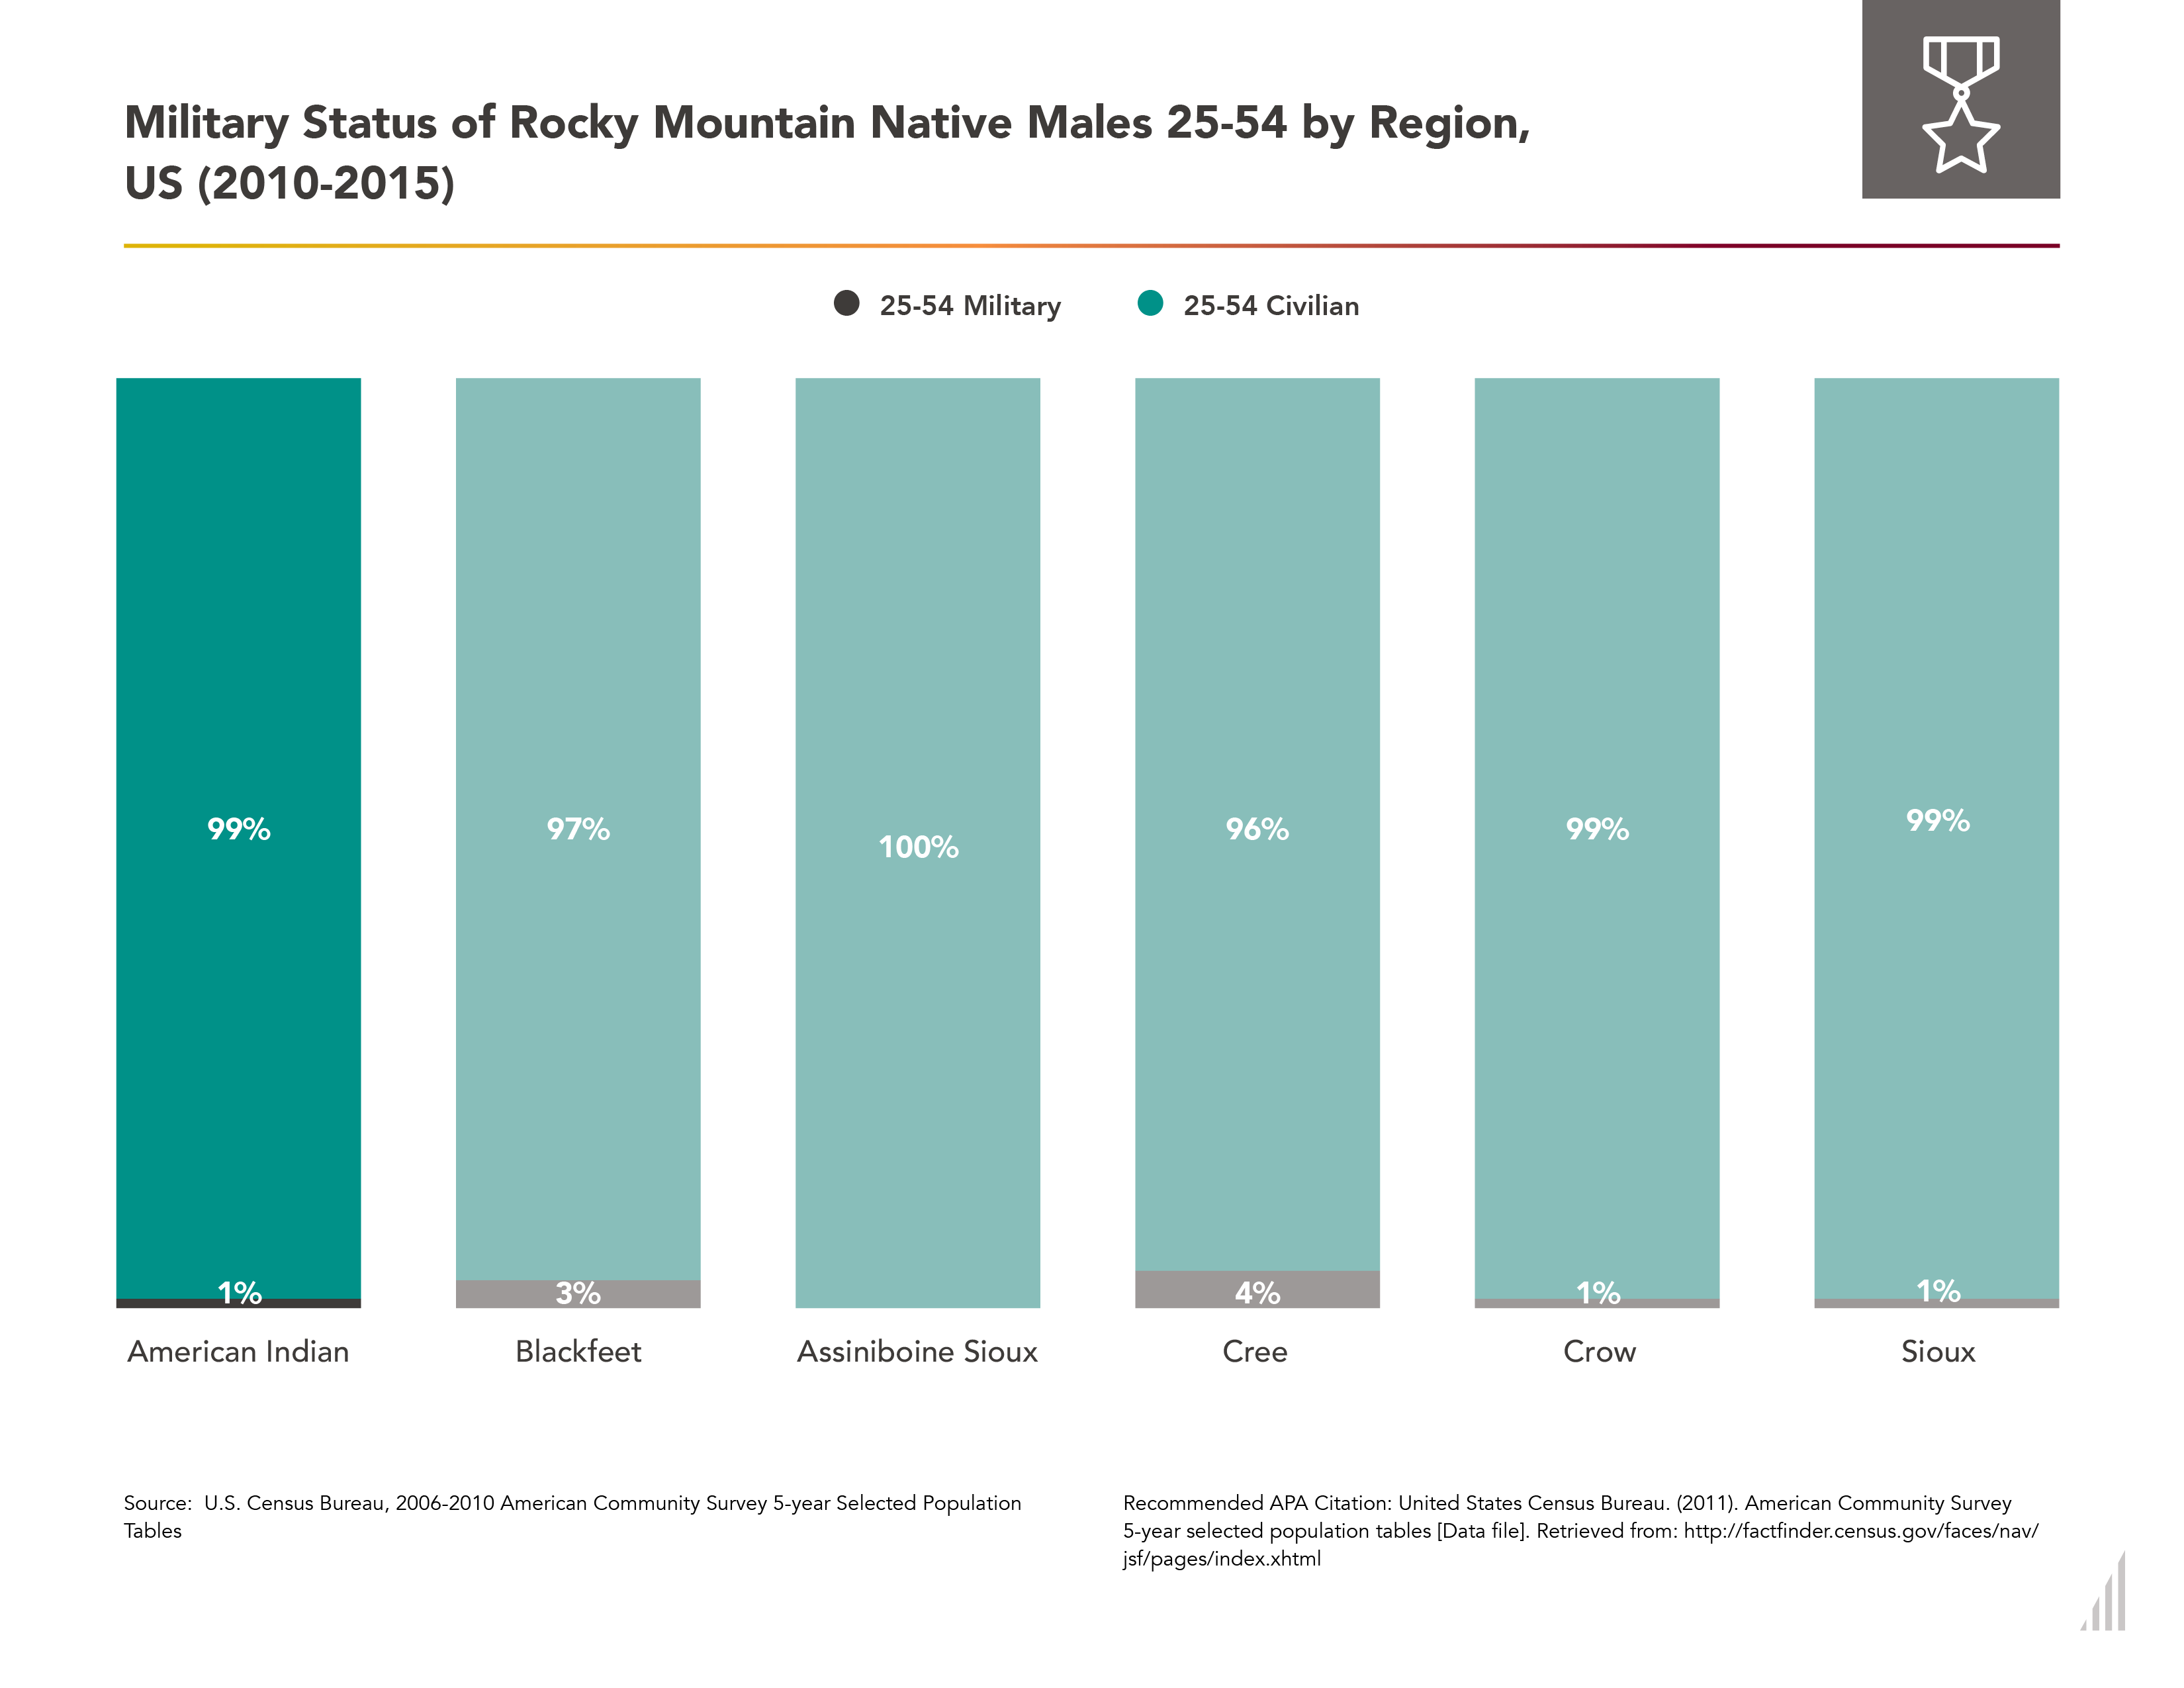 Military Status of Rocky Mountain Native Males 25-54 by Region,
US (2010-2015)
25-54 Military 25-54 Civilian
99% 97% 100% 96% 99% 99%
1% 3% 4% 1% 1%
American Indian Blackfeet Assiniboine Sioux Cree Crow Sioux
Source: U.S. Census Bureau, 2006-2010 American Community Survey 5-year Selected Population
Tables
Recommended APA Citation: United States Census Bureau. (2011). American Community Survey
5-year selected population tables [Data file]. Retrieved from: http://factfinder.census.gov/faces/nav/
jsf/pages/index.xhtml